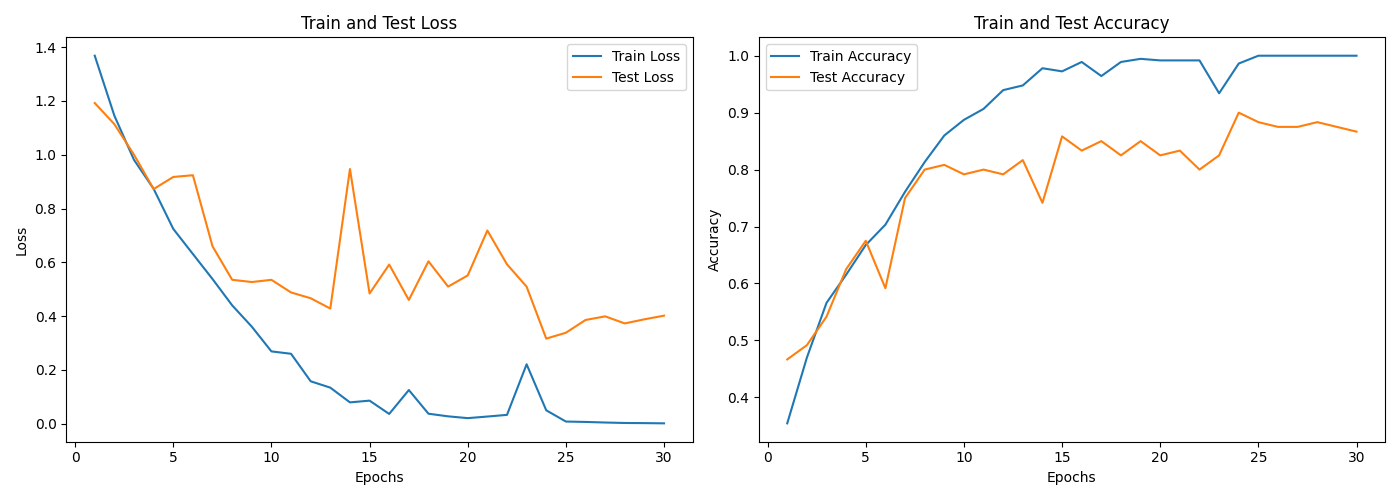 Train and Test Loss
Train Loss
Test Loss
Loss
1.4
1.2
1.0
0.8
0.6
0.4
0.2
0.0
0
5
10
15
20
25
30
Epochs
Train and Test Accuracy
Train Accuracy
Test Accuracy
Accuracy
1.0
0.9
0.8
0.7
0.6
0.5
0.4
0
5
10
15
20
25
30
Epochs